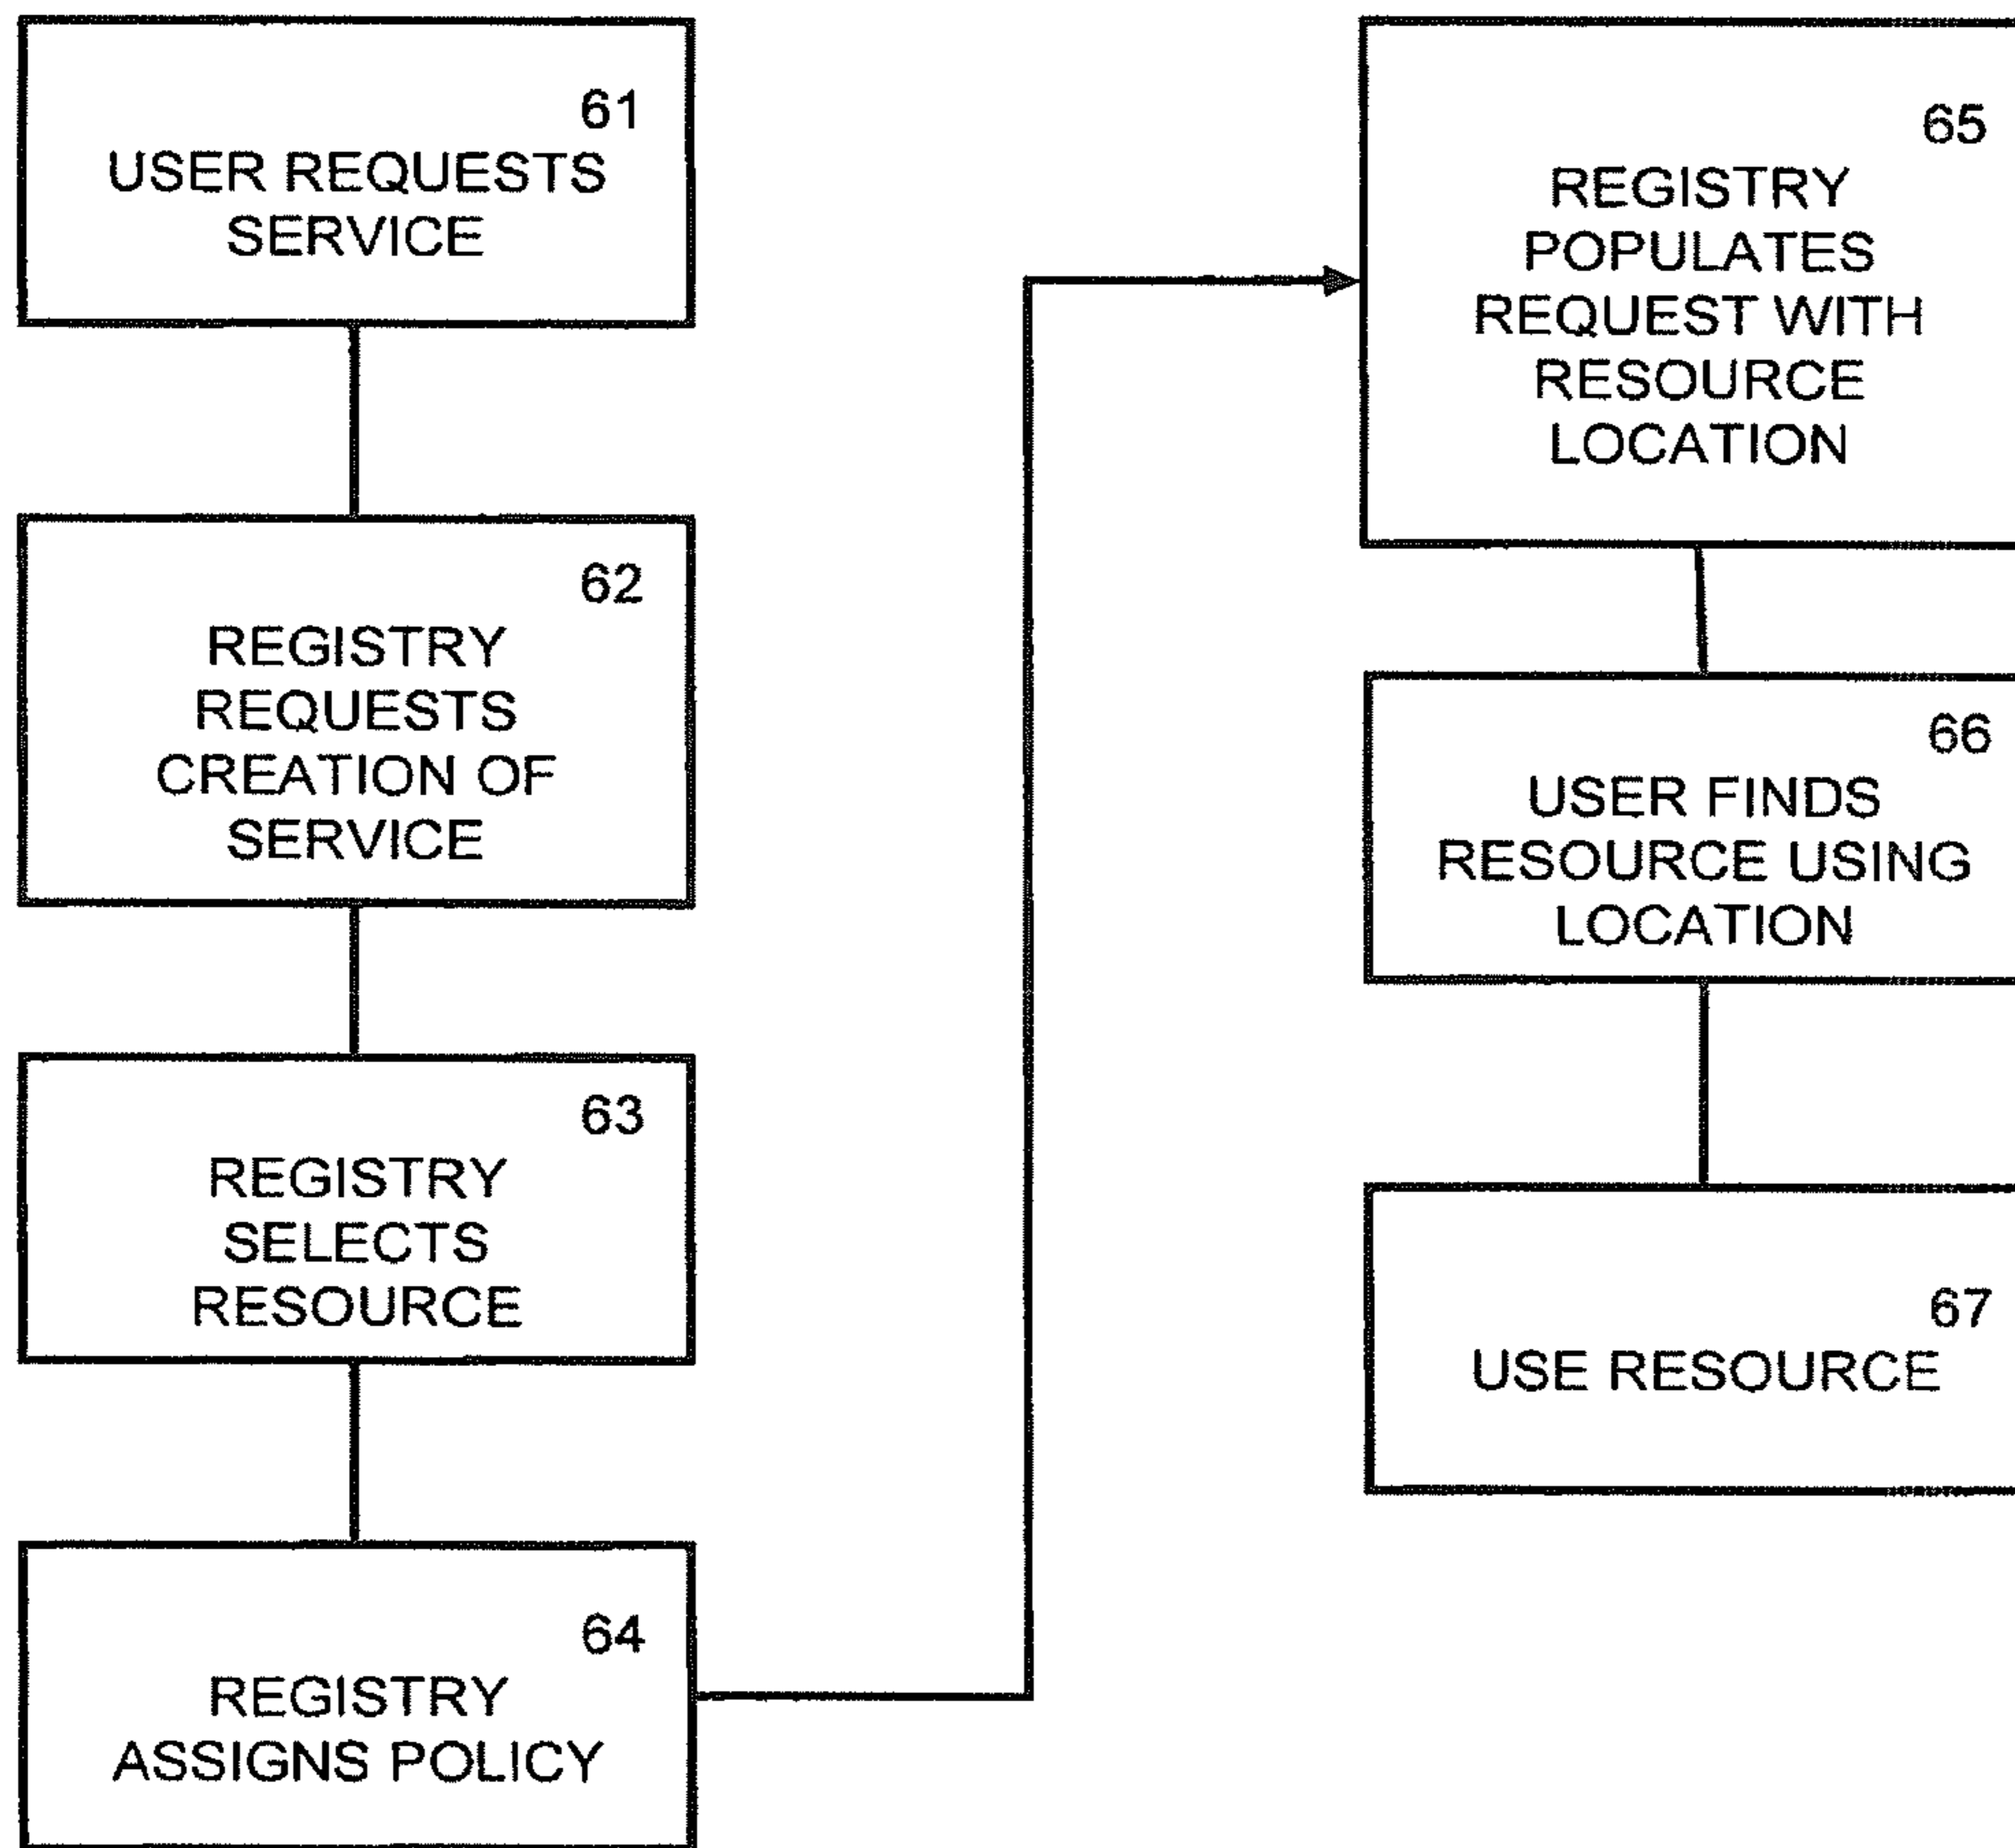 61
USER REQUESTS
SERVICE
62
REGISTRY
REQUESTS
CREATION OF
SERVICE
63
REGISTRY
SELECTS
RESOURCE
64
REGISTRY
ASSIGNS POLICY
65
REGISTRY
POPULATES
REQUEST WITH
RESOURCE
LOCATION
66
USER FINDS
RESOURCE USING
LOCATION
67
USE RESOURCE